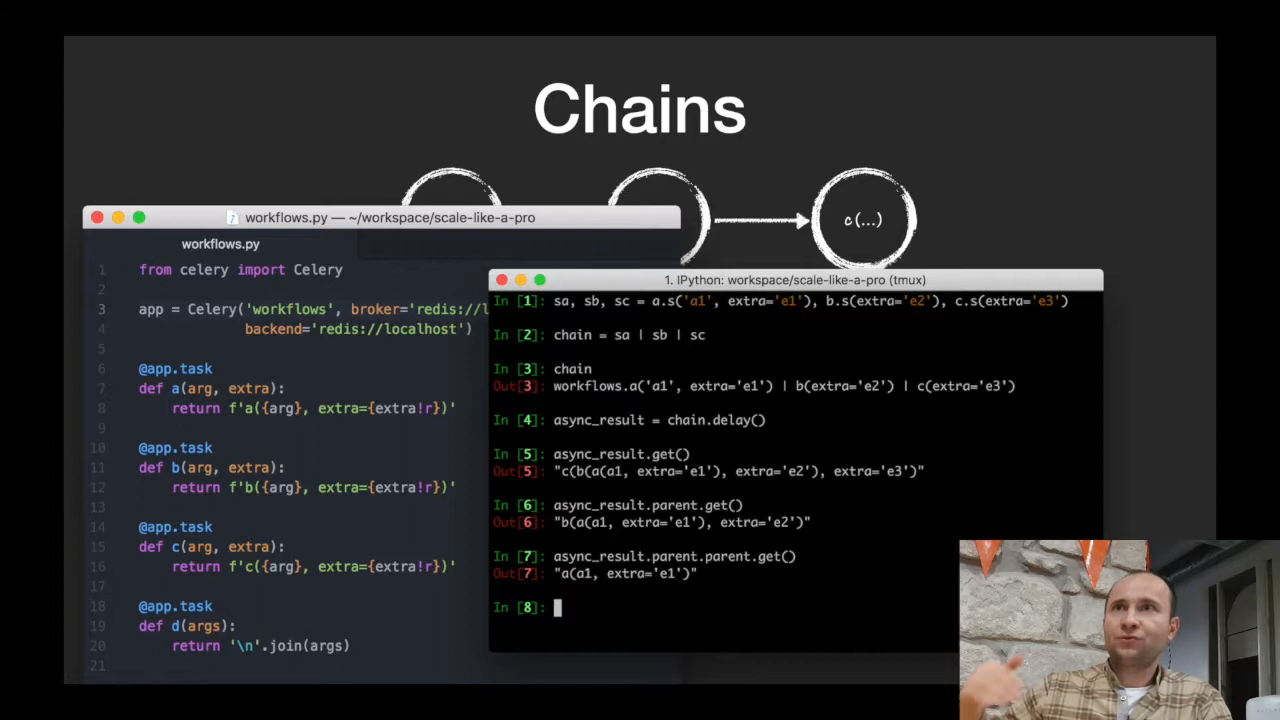 Chains
c(...)
workflows.py — ~/workspace/scale-like-a-pro
workflows.py
1 from celery import Celery
2
3 app = Celery('workflows', broker='redis://l
4 backend='redis://localhost')
5
6 @app.task
7 def a(arg, extra):
8 return f'a({arg}, extra={extra!r})'
9
10 @app.task
11 def b(arg, extra):
12 return f'b({arg}, extra={extra!r})'
13
14 @app.task
15 def c(arg, extra):
16 return f'c({arg}, extra={extra!r})'
17
18 @app.task
19 def d(args):
20 return '\n'.join(args)
21
1. IPython: workspace/scale-like-a-pro (tmux)
In [1]: sa, sb, sc = a.s('a1', extra='e1'), b.s(extra='e2'), c.s(extra='e3')
In [2]: chain = sa | sb | sc
In [3]: chain
Out[3]: workflows.a('a1', extra='e1') | b(extra='e2') | c(extra='e3')
In [4]: async_result = chain.delay()
In [5]: async_result.get()
Out[5]: "c(b(a(a1, extra='e1'), extra='e2'), extra='e3')"
In [6]: async_result.parent.get()
Out[6]: "b(a(a1, extra='e1'), extra='e2')"
In [7]: async_result.parent.parent.get()
Out[7]: "a(a1, extra='e1')"
In [8]: